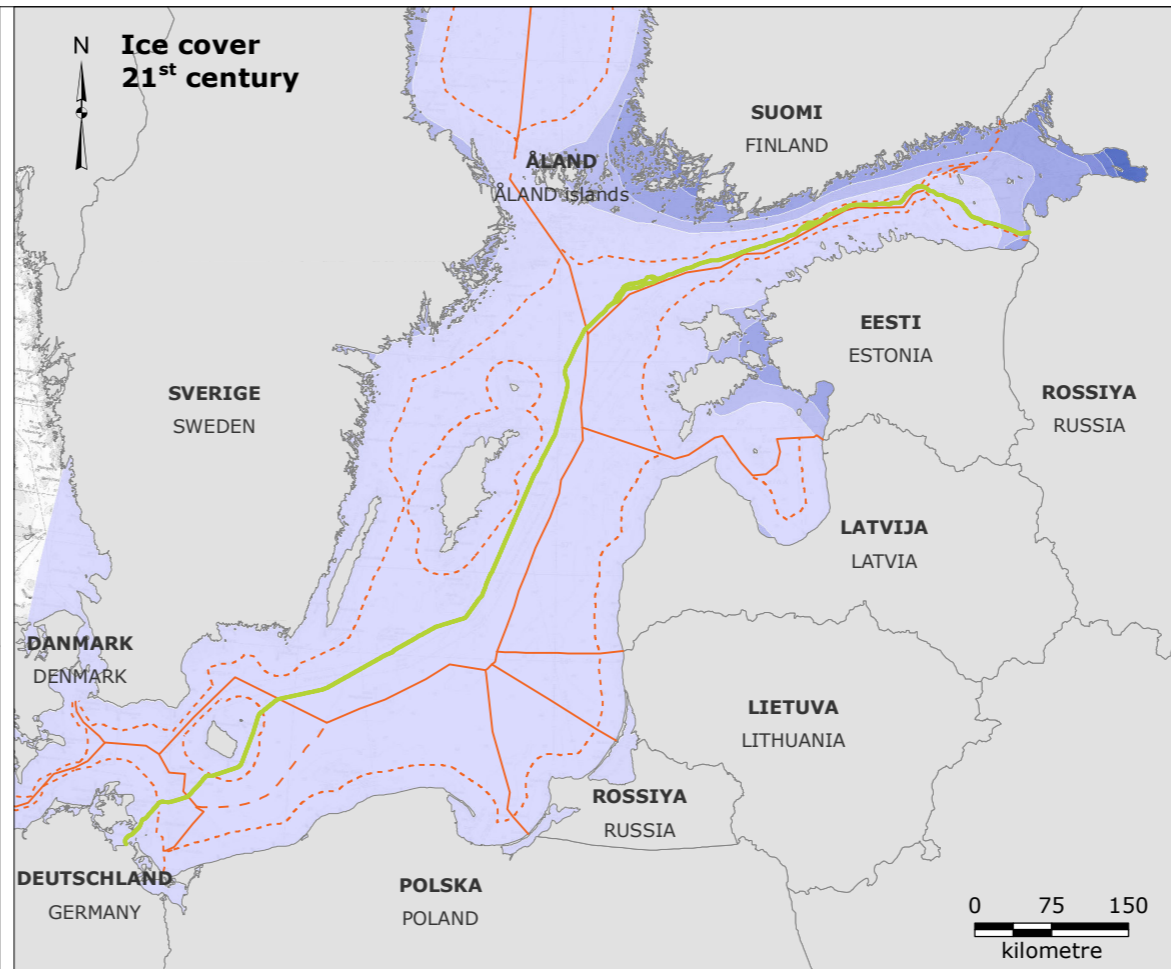 N
Ice cover
21st century
SUOMI
FINLAND
ÅLAND
ÅLAND islands
EESTI
ESTONIA
SVERIGE
SWEDEN
ROSSIYA
RUSSIA
LATVIJA
LATVIA
DANMARK
DENMARK
LIETUVA
LITHUANIA
ROSSIYA
RUSSIA
DEUTSCHLAND
GERMANY
POLSKA
POLAND
0 75 150
kilometre